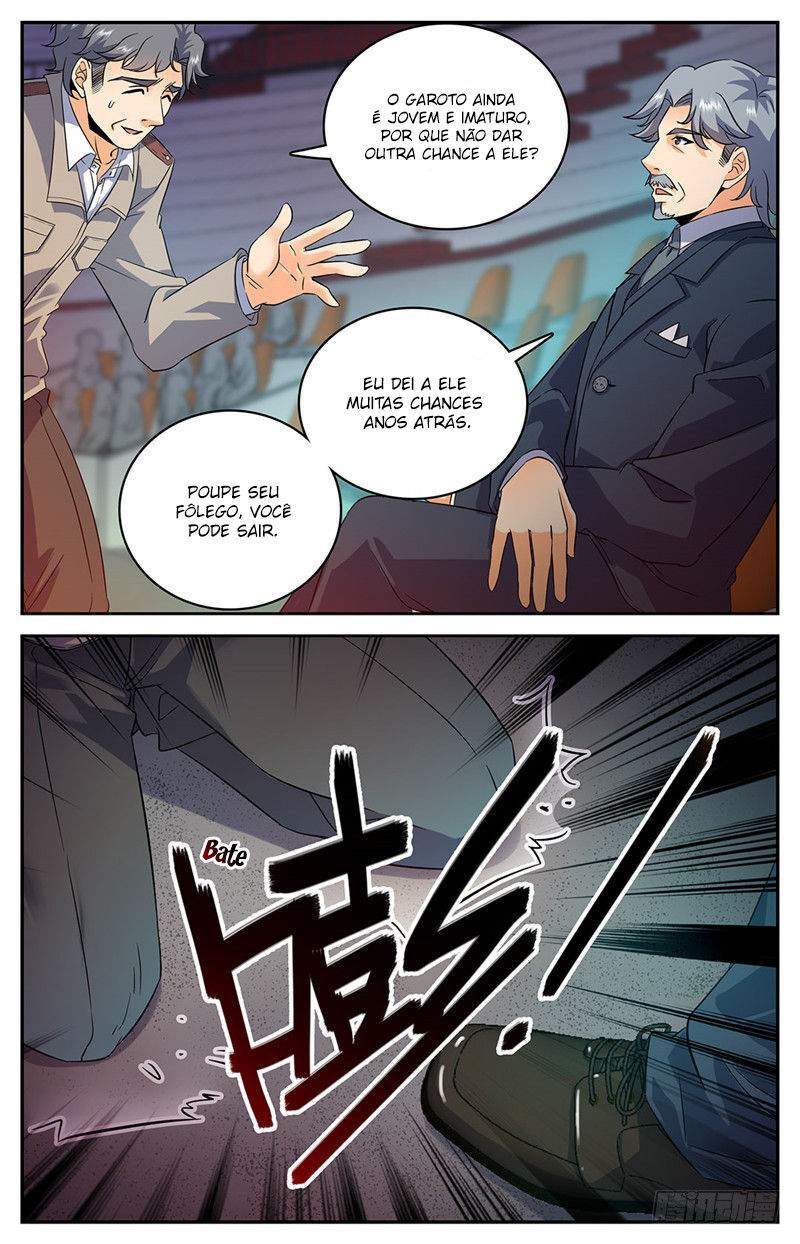 O GAROTO AINDA
É JOVEM E IMATURO,
POR QUE NÃO DAR
OUTRA CHANCE A ELE?
EU DEI A ELE
MUITAS CHANCES
ANOS ATRÁS.
POUPE SEU
FÔLEGO, VOCÊ
PODE SAIR.
Bate